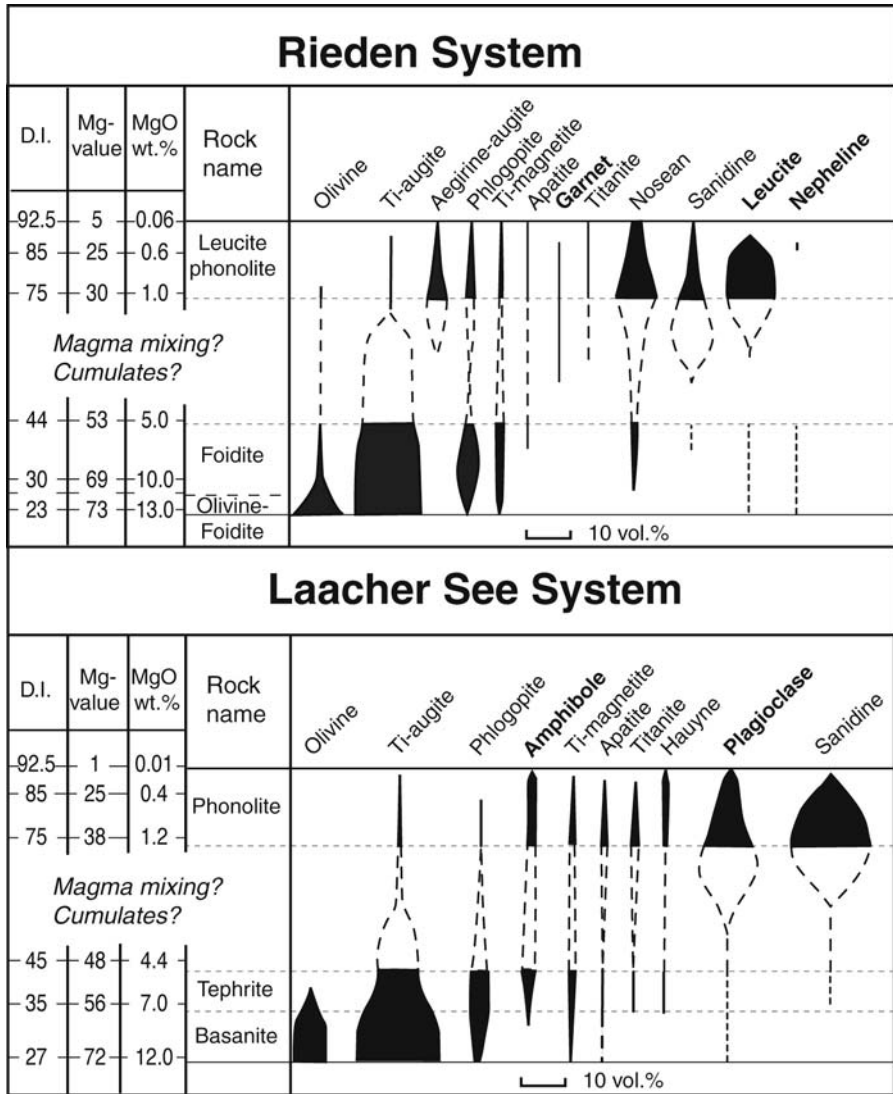 Rieden System
D.I.
Mg-
value
MgO
wt.%
Rock
name
Olivine
Ti-augite
Aegirine-augite
Phlogopite
Ti-magnetite
Apatite
Garnet
Titanite
Nosean
Sanidine
Leucite
Nepheline
92.5 5 0.06
85 25 0.6
75 30 1.0
Leucite
phonolite
Magma mixing?
Cumulates?
44 53 5.0
Foidite
30 69 10.0
23 73 13.0
Olivine-
Foidite
10 vol.%
Laacher See System
D.I.
Mg-
value
MgO
wt.%
Rock
name
Olivine
Ti-augite
Phlogopite
Amphibole
Ti-magnetite
Apatite
Titanite
Hauyne
Plagioclase
Sanidine
92.5 1 0.01
85 25 0.4
Phonolite
75 38 1.2
Magma mixing?
Cumulates?
45 48 4.4
Tephrite
35 56 7.0
Basanite
27 72 12.0
10 vol.%